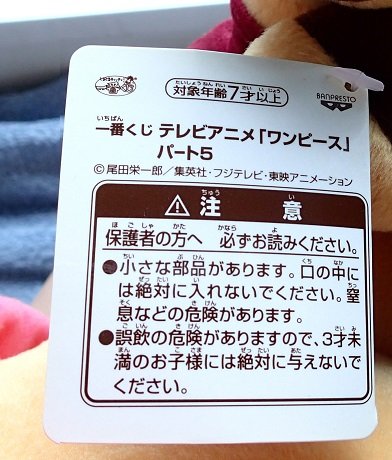 対象年齢7才以上
BANPRESTO
一番くじ テレビアニメ「ワンピース」
パート5
©尾田栄一郎／集英社・フジテレビ・東映アニメーション
⚠注意
保護者の方へ 必ずお読みください。
●小さな部品があります。口の中に
は絶対に入れないでください。窒
息などの危険があります。
●誤飲の危険がありますので、3才未
満のお子様には絶対に与えないで
ください。